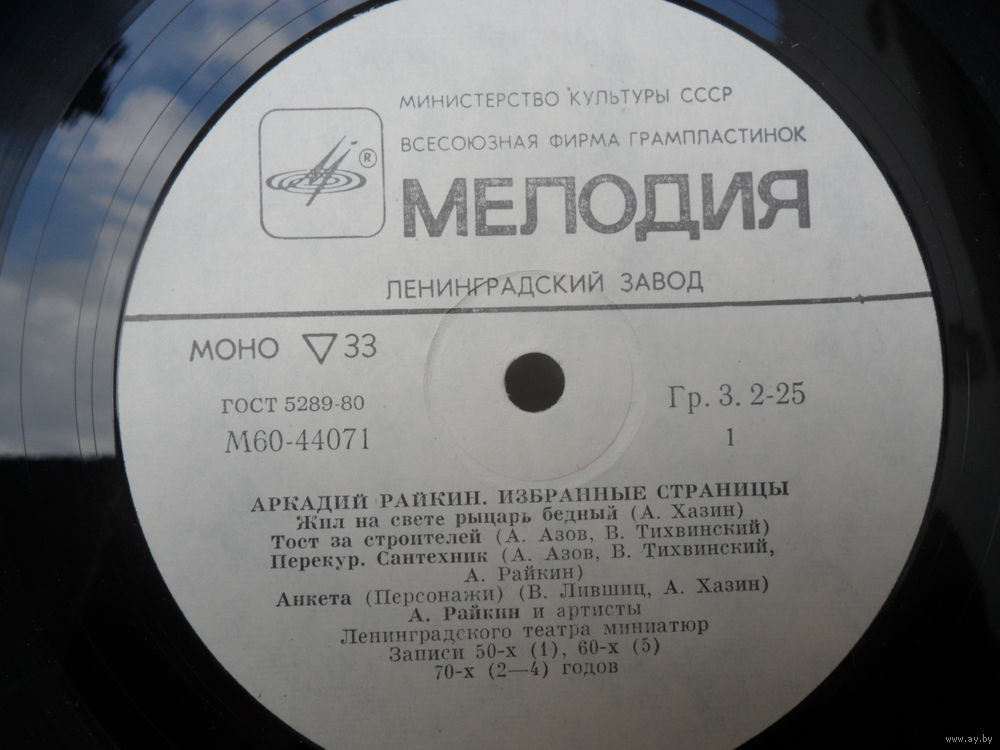 МИНИСТЕРСТВО КУЛЬТУРЫ СССР
ВСЕСОЮЗНАЯ ФИРМА ГРАМПЛАСТИНОК
®
МЕЛОДИЯ
ЛЕНИНГРАДСКИЙ ЗАВОД
МОНО ▽33
ГОСТ 5289-80
Гр. 3. 2-25
М60-44071
1
АРКАДИЙ РАЙКИН. ИЗБРАННЫЕ СТРАНИЦЫ
Жил на свете рыцарь бедный (А. Хазин)
Тост за строителей (А. Азов, В. Тихвинский)
Перекур. Сантехник (А. Азов, В. Тихвинский,
А. Райкин)
Анкета (Персонажи) (В. Лившиц, А. Хазин)
А. Райкин и артисты
Ленинградского театра миниатюр
Записи 50-х (1), 60-х (5)
70-х (2—4) годов
www.ay.by